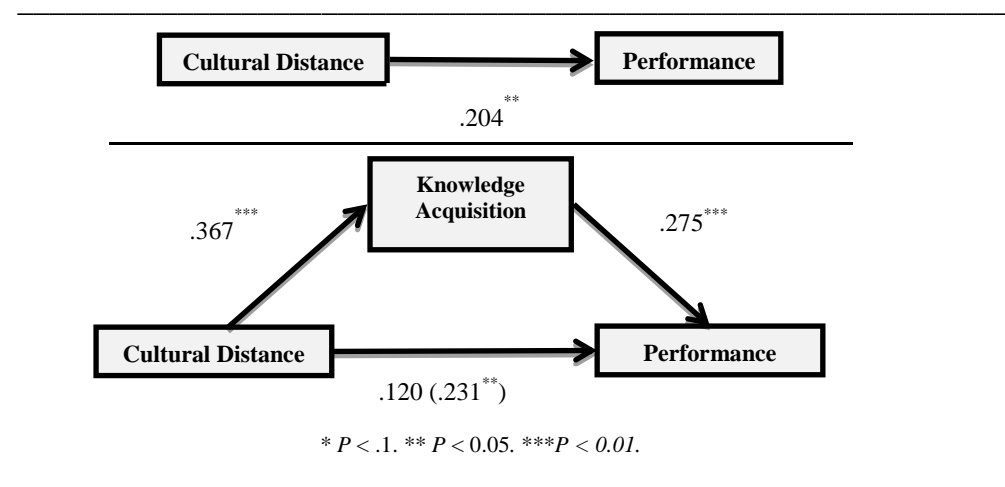 Cultural Distance
Performance
.204**
Knowledge
Acquisition
.367***
.275***
Cultural Distance
Performance
.120 (.231**)
* P < .1. ** P < 0.05. ***P < 0.01.